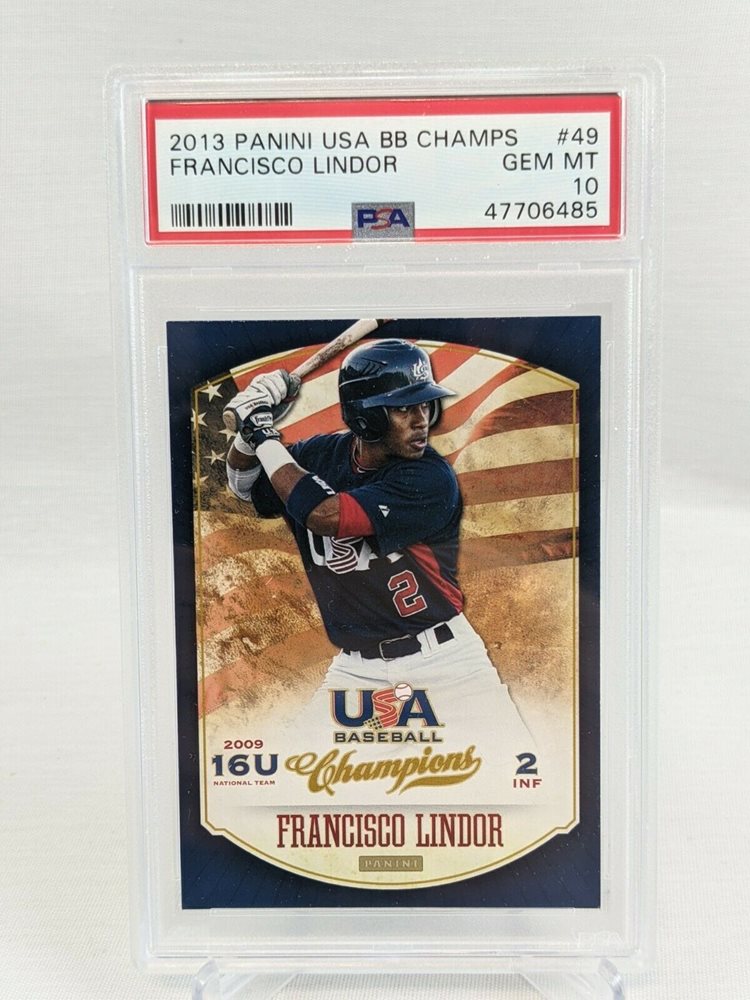 2013 PANINI USA BB CHAMPS #49
FRANCISCO LINDOR GEM MT
10
PSA 47706485
USA
2
USA
BASEBALL
2009
16U
NATIONAL TEAM
Champions
2
INF
FRANCISCO LINDOR
PANINI